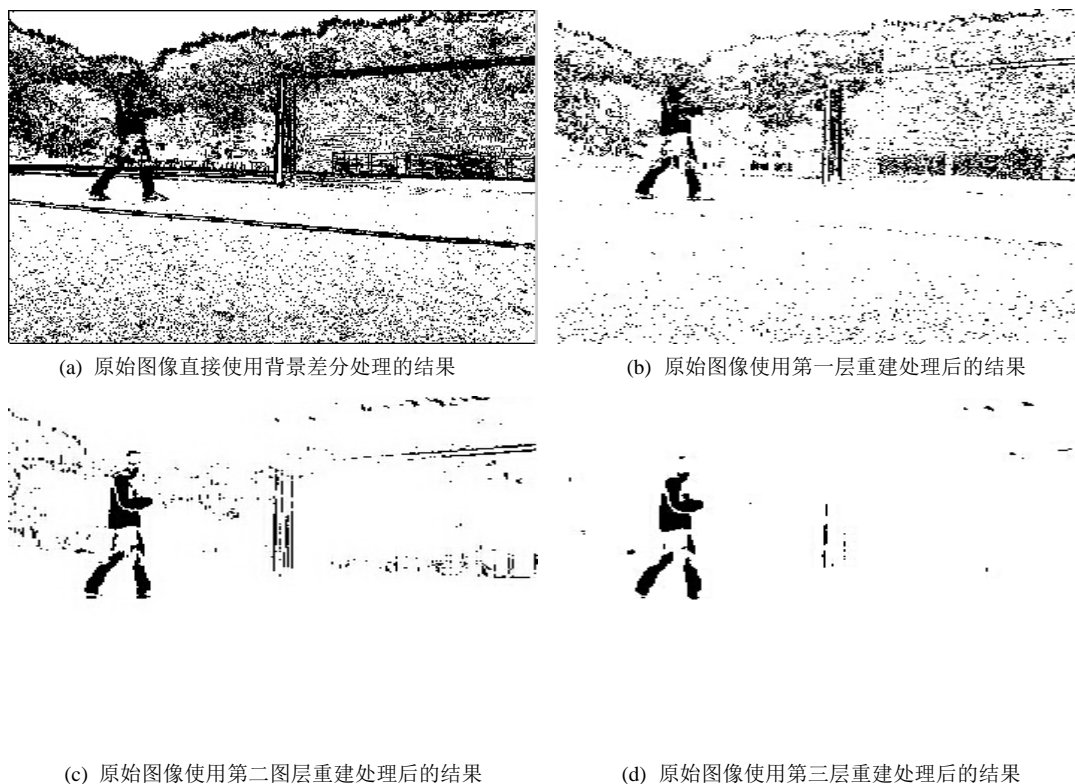 (a) 原始图像直接使用背景差分处理的结果
(b) 原始图像使用第一层重建处理后的结果
(c) 原始图像使用第二图层重建处理后的结果
(d) 原始图像使用第三层重建处理后的结果